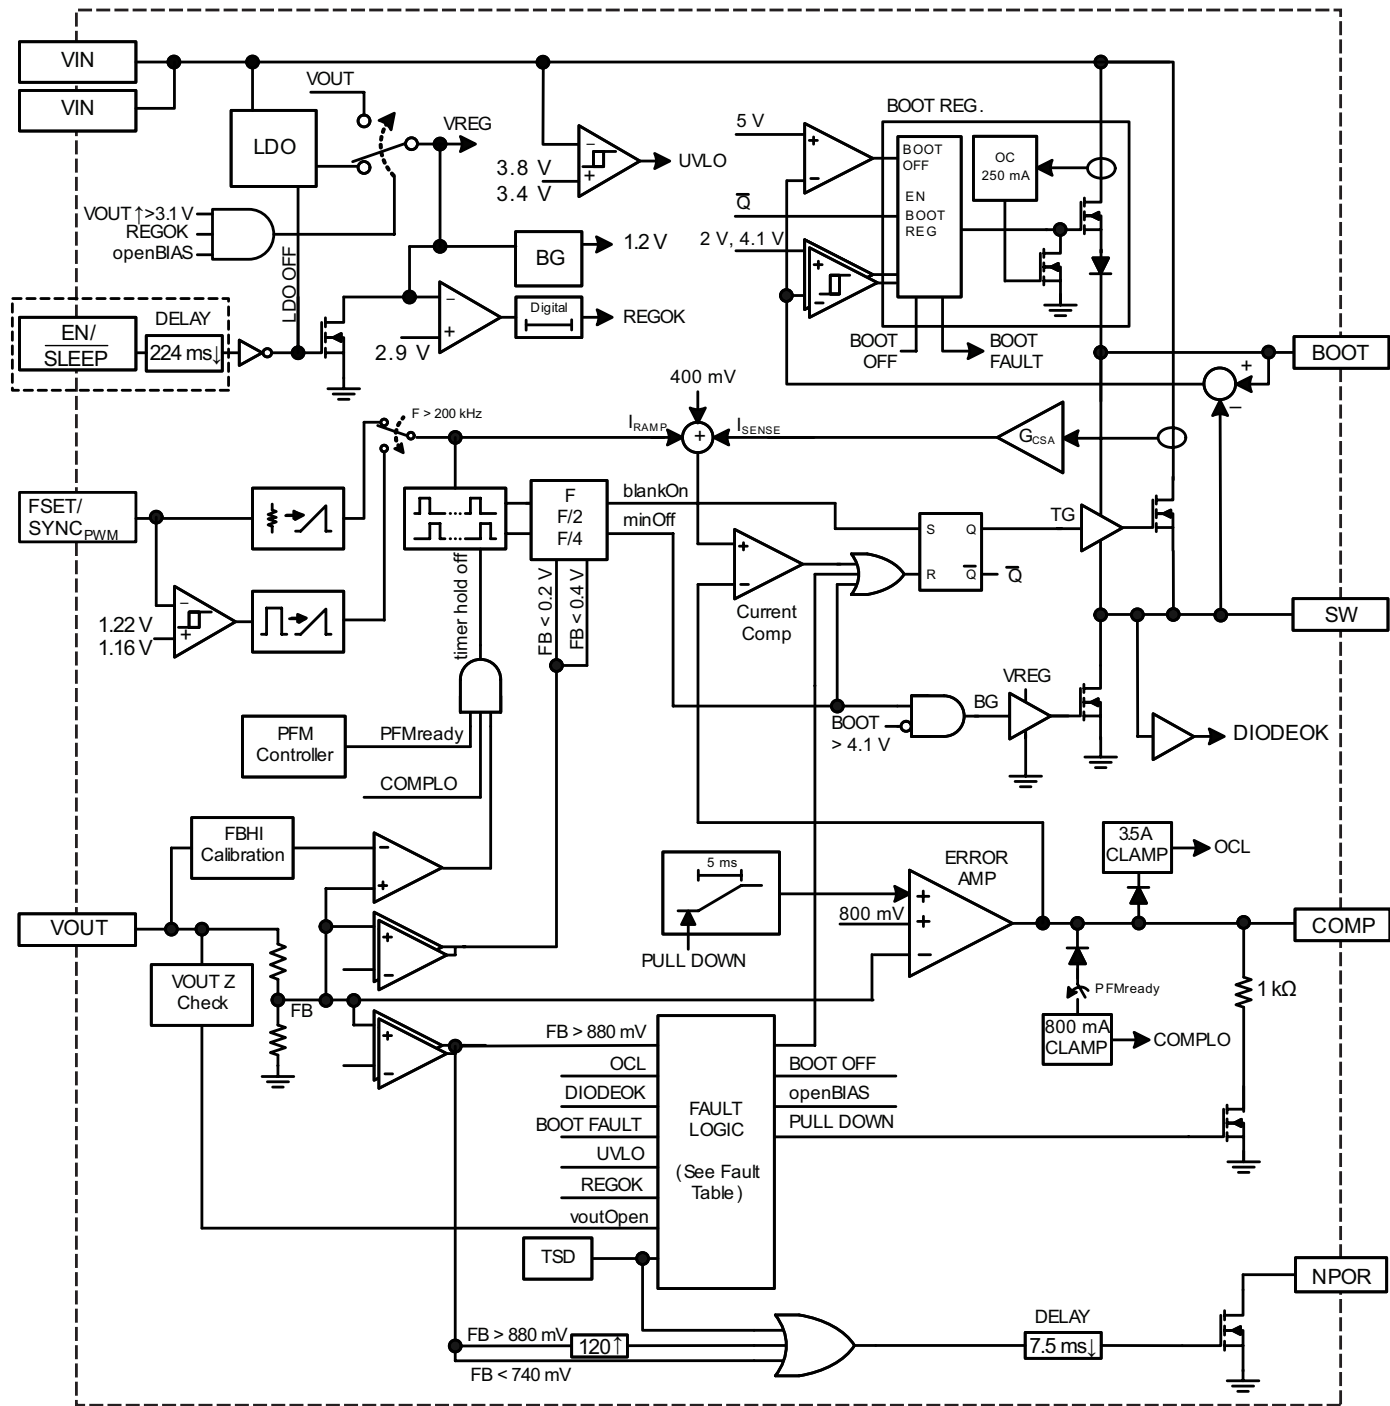 VIN
VIN
VOUT
LDO
VREG
3.8 V
3.4 V
UVLO
VOUT ↑>3.1 V
REGOK
openBIAS
LDO OFF
BG
1.2 V
Digital
REGOK
2.9 V
EN/
SLEEP
DELAY
224 ms↓
BOOT REG.
5 V
Q
2 V, 4.1 V
BOOT
OFF
EN
BOOT
REG
OC
250 mA
BOOT
OFF
BOOT
FAULT
BOOT
+
–
400 mV
F > 200 kHz
IRAMP
+
ISENSE
GCSA
FSET/
SYNCPWM
1.22 V
1.16 V
timer hold off
F
F/2
F/4
blankOn
minOff
FB < 0.2 V
FB < 0.4 V
Current
Comp
S Q
R Q
Q
TG
SW
VREG
BG
BOOT
> 4.1 V
DIODEOK
PFM
Controller
PFMready
COMPLO
FBHI
Calibration
VOUT
VOUT Z
Check
FB
5 ms
PULL DOWN
ERROR
AMP
800 mV
3.5A
CLAMP
OCL
COMP
PFMready
800 mA
CLAMP
COMPLO
1 kΩ
FB > 880 mV
OCL
DIODEOK
BOOT FAULT
UVLO
REGOK
voutOpen
TSD
FAULT
LOGIC
(See Fault
Table)
BOOT OFF
openBIAS
PULL DOWN
FB > 880 mV
120↑
FB < 740 mV
DELAY
7.5 ms↓
NPOR